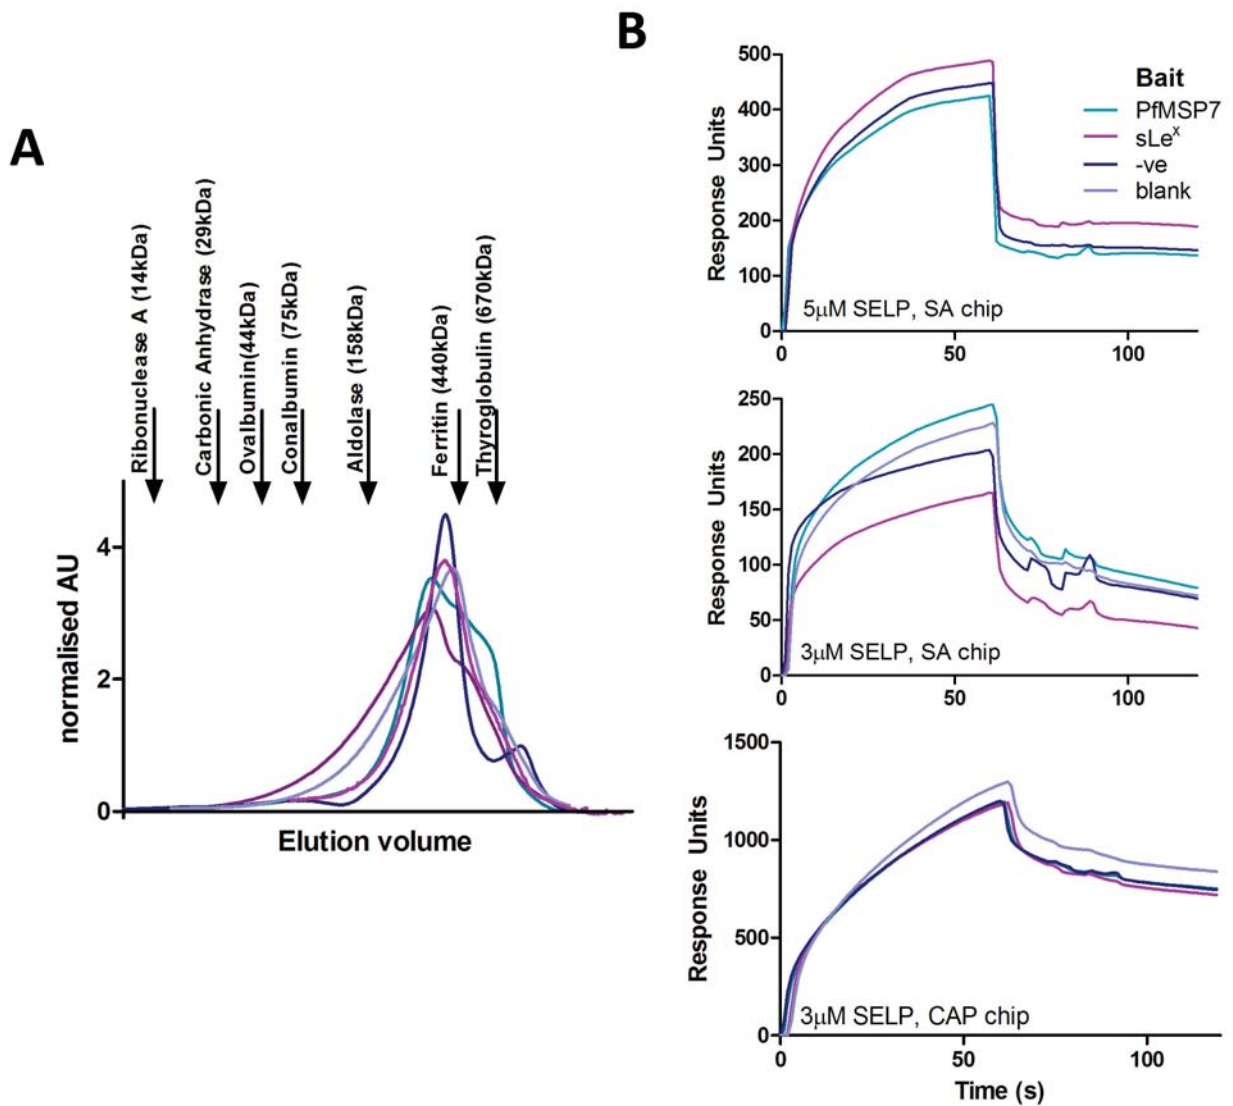 A
Ribonuclease A (14kDa)
Carbonic Anhydrase (29kDa)
Ovalbumin(44kDa)
Conalbumin (75kDa)
Aldolase (158kDa)
Ferritin (440kDa)
Thyroglobulin (670kDa)
normalised AU
4
2
0
Elution volume
B
Response Units
500
400
300
200
100
0
0
50
100
5µM SELP, SA chip
Bait
PfMSP7
sLeˣ
-ve
blank
Response Units
250
200
150
100
50
0
0
50
100
3µM SELP, SA chip
Response Units
1500
1000
500
0
0
50
100
3µM SELP, CAP chip
Time (s)